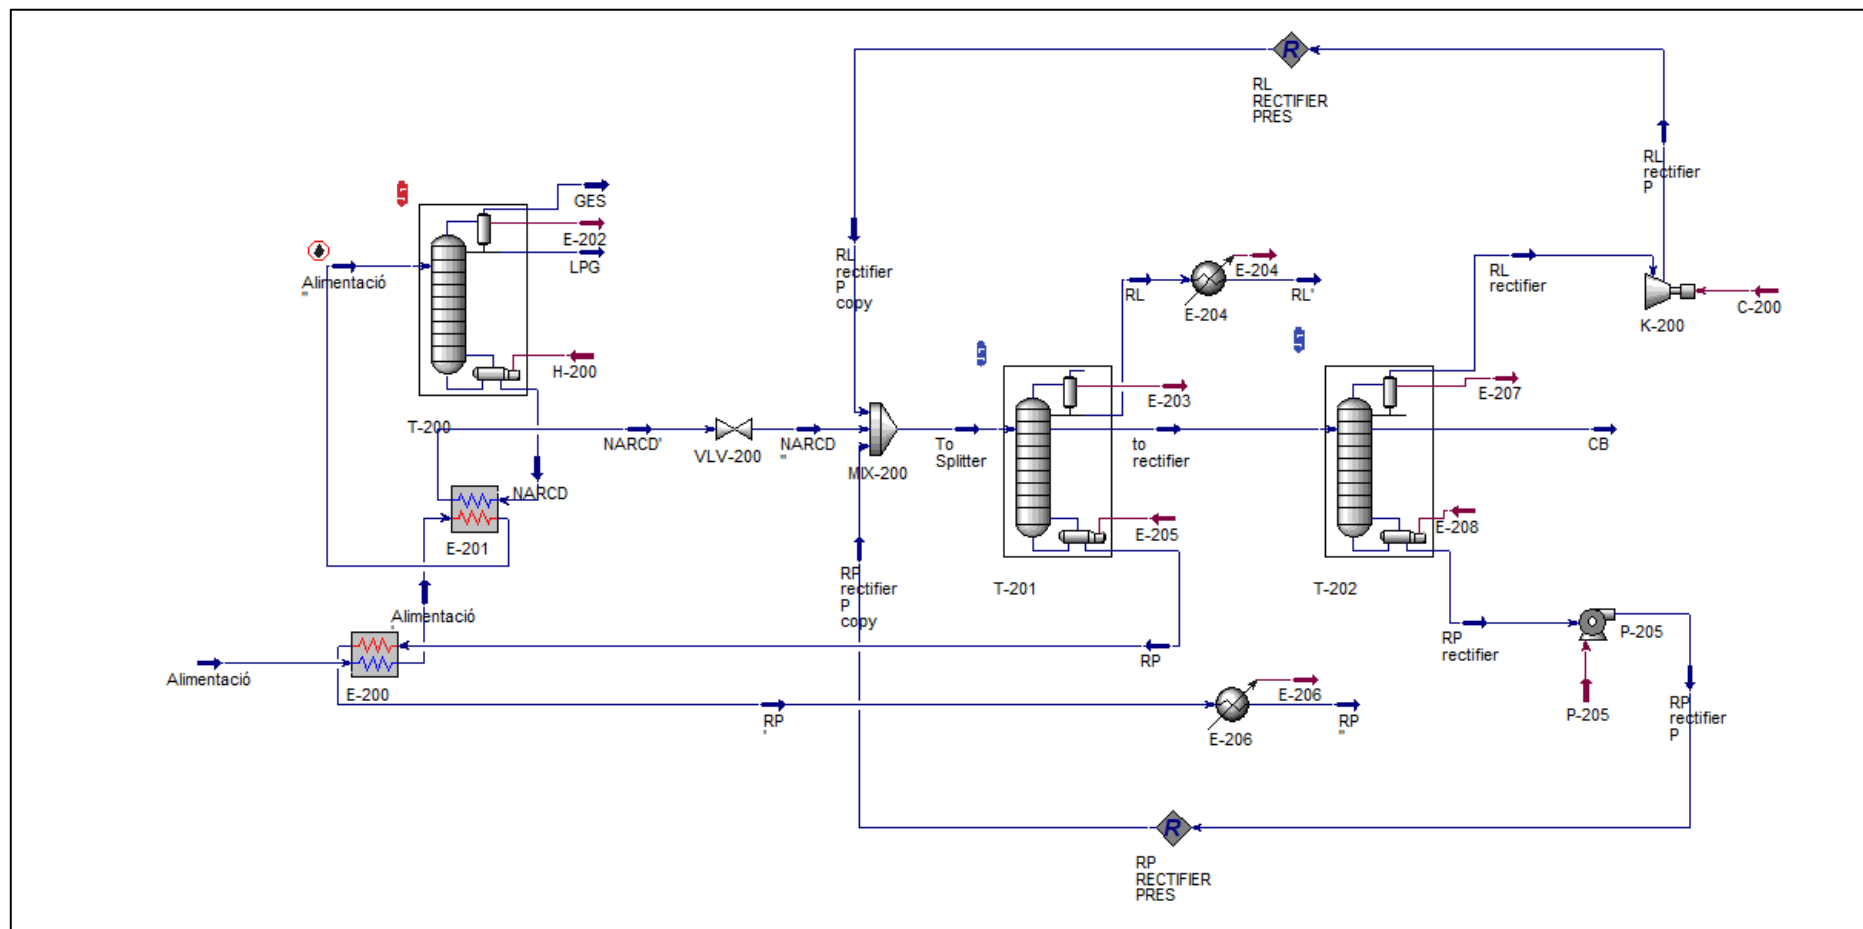 R
RL
RECTIFIER
PRES
RL
rectifier
P
GES
E-202
LPG
Alimentació
"
H-200
T-200
RL
rectifier
P
copy
RL
E-204
E-204
RL'
RL
rectifier
C-200
K-200
E-203
E-207
NARCD'
VLV-200
NARCD
"
MIX-200
To
Splitter
to
rectifier
CB
NARCD
E-201
E-205
E-208
T-201
T-202
RP
rectifier
P
copy
Alimentació
'
Alimentació
E-200
RP
RP
rectifier
P-205
P-205
RP
rectifier
P
RP
'
E-206
E-206
RP
"
R
RP
RECTIFIER
PRES